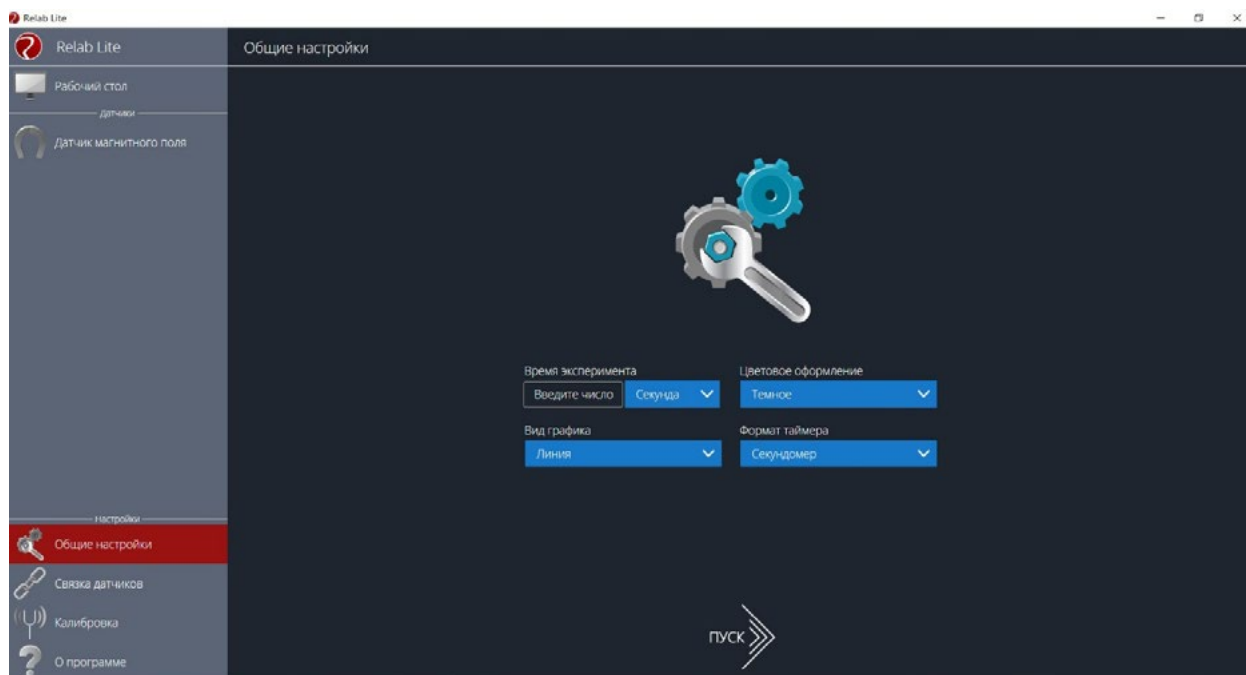 Relab Lite
Relab Lite
Общие настройки
Рабочий стол
Датчики
Датчик магнитного поля
Время эксперимента
Цветовое оформление
Введите число
Секунда
Темное
Вид графика
Формат таймера
Линия
Секундомер
Настройки
Общие настройки
Связка датчиков
Калибровка
О программе
ПУСК